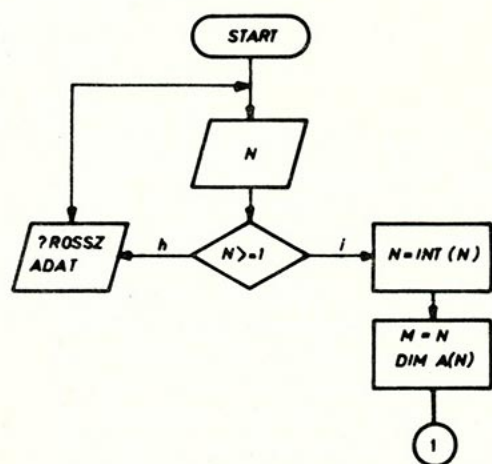 START
N
?ROSSZ
ADAT
h
N>=1
i
N=INT(N)
M=N
DIM A(N)
1